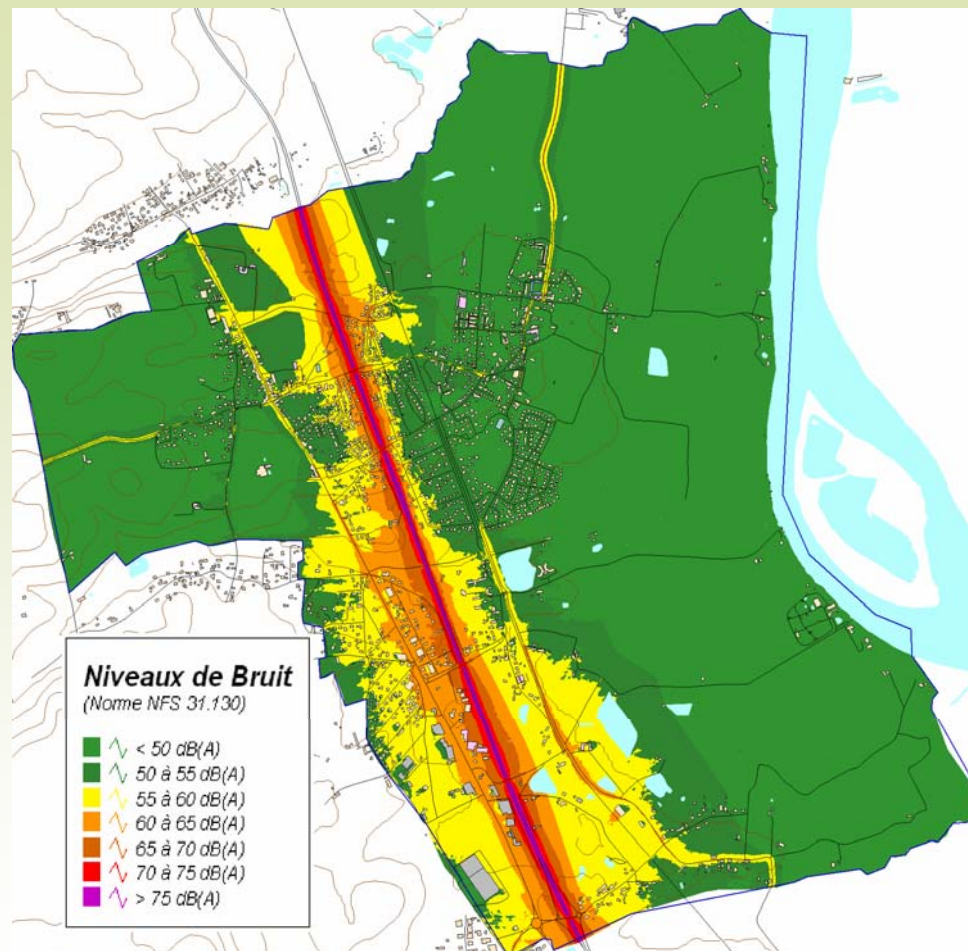 Niveaux de Bruit
(Norme NFS 31.130)
< 50 dB(A)
50 à 55 dB(A)
55 à 60 dB(A)
60 à 65 dB(A)
65 à 70 dB(A)
70 à 75 dB(A)
> 75 dB(A)